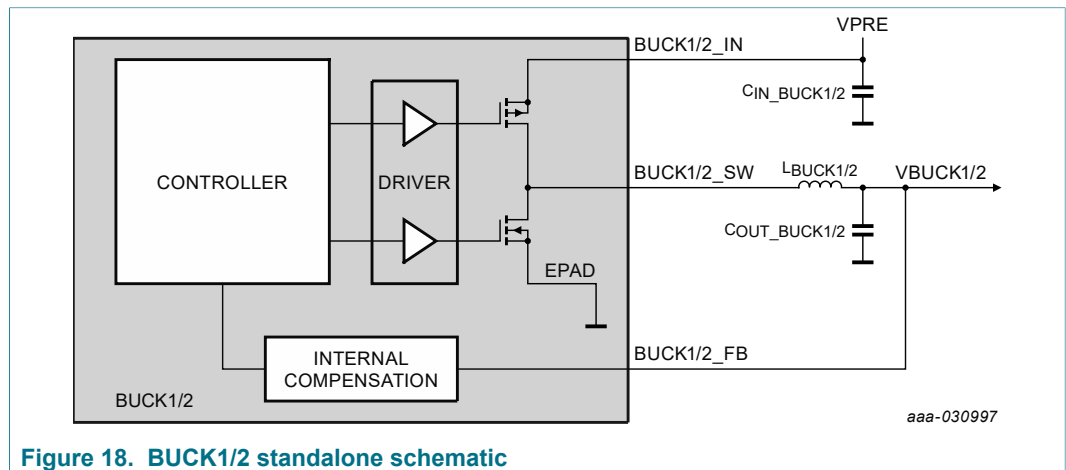 VPRE
BUCK1/2_IN
CIN_BUCK1/2
CONTROLLER
DRIVER
BUCK1/2_SW
LBUCK1/2
VBUCK1/2
COUT_BUCK1/2
EPAD
INTERNAL
COMPENSATION
BUCK1/2_FB
BUCK1/2
aaa-030997
Figure 18. BUCK1/2 standalone schematic